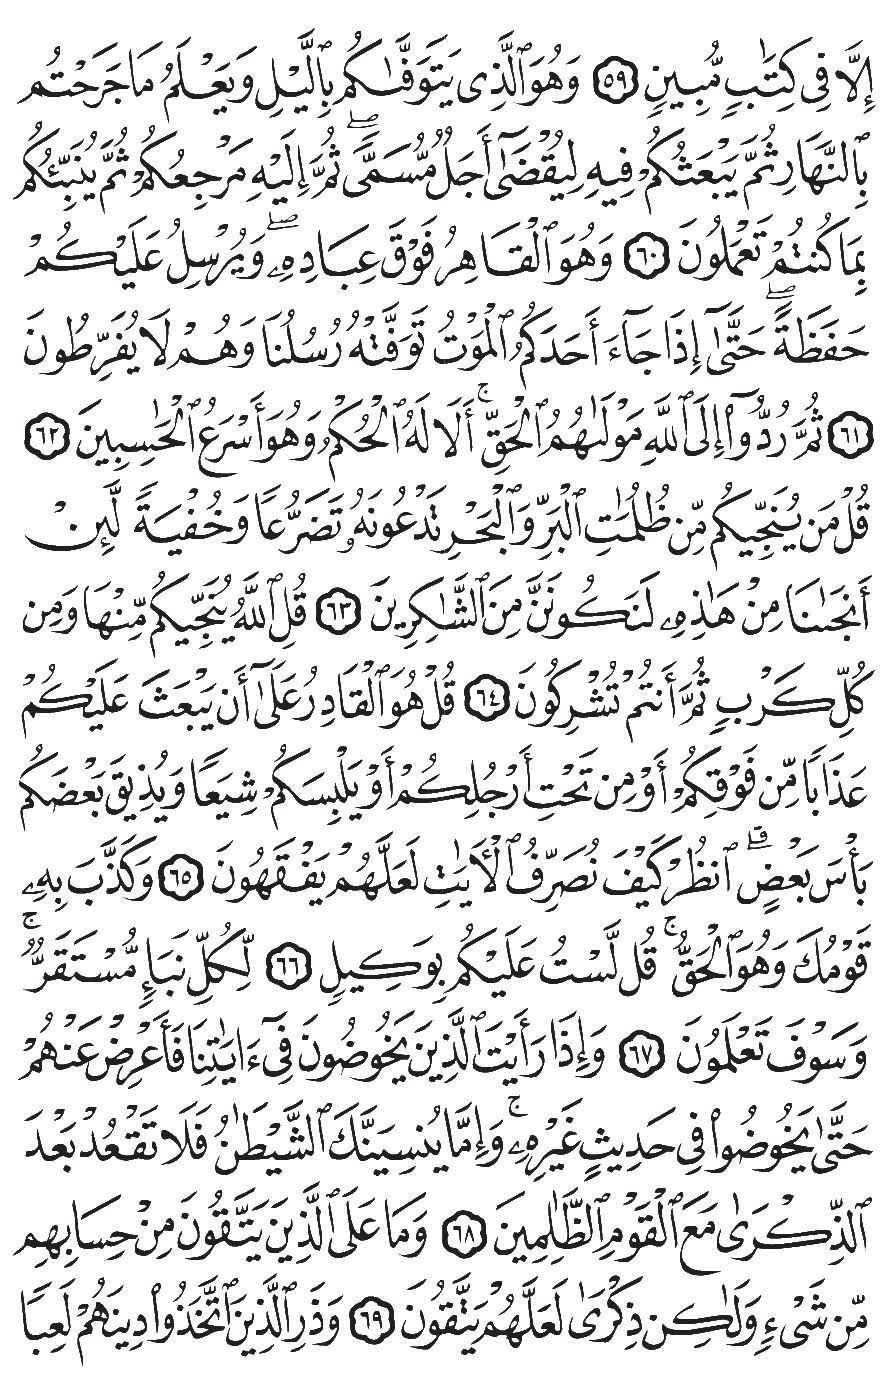 إِلَّا فِى كِتَٰبٍ مُّبِينٍ ٥٩ وَهُوَ ٱلَّذِى يَتَوَفَّىٰكُم بِٱلَّيْلِ وَيَعْلَمُ مَا جَرَحْتُم
بِٱلنَّهَارِ ثُمَّ يَبْعَثُكُمْ فِيهِ لِيُقْضَىٰٓ أَجَلٌ مُّسَمًّى ۖ ثُمَّ إِلَيْهِ مَرْجِعُكُمْ ثُمَّ يُنَبِّئُكُم
بِمَا كُنتُمْ تَعْمَلُونَ ٦٠ وَهُوَ ٱلْقَاهِرُ فَوْقَ عِبَادِهِۦ ۖ وَيُرْسِلُ عَلَيْكُمْ
حَفَظَةً ۖ حَتَّىٰٓ إِذَا جَآءَ أَحَدَكُمُ ٱلْمَوْتُ تَوَفَّتْهُ رُسُلُنَا وَهُمْ لَا يُفَرِّطُونَ
٦١ ثُمَّ رُدُّوٓا۟ إِلَى ٱللَّهِ مَوْلَىٰهُمُ ٱلْحَقِّ ۚ أَلَا لَهُ ٱلْحُكْمُ وَهُوَ أَسْرَعُ ٱلْحَٰسِبِينَ ٦٢
قُلْ مَن يُنَجِّيكُم مِّن ظُلُمَٰتِ ٱلْبَرِّ وَٱلْبَحْرِ تَدْعُونَهُۥ تَضَرُّعًا وَخُفْيَةً لَّئِنْ
أَنجَىٰنَا مِنْ هَٰذِهِۦ لَنَكُونَنَّ مِنَ ٱلشَّٰكِرِينَ ٦٣ قُلِ ٱللَّهُ يُنَجِّيكُم مِّنْهَا وَمِن
كُلِّ كَرْبٍ ثُمَّ أَنتُمْ تُشْرِكُونَ ٦٤ قُلْ هُوَ ٱلْقَادِرُ عَلَىٰٓ أَن يَبْعَثَ عَلَيْكُمْ
عَذَابًا مِّن فَوْقِكُمْ أَوْ مِن تَحْتِ أَرْجُلِكُمْ أَوْ يَلْبِسَكُمْ شِيَعًا وَيُذِيقَ بَعْضَكُم
بَأْسَ بَعْضٍ ۗ ٱنظُرْ كَيْفَ نُصَرِّفُ ٱلْءَايَٰتِ لَعَلَّهُمْ يَفْقَهُونَ ٦٥ وَكَذَّبَ بِهِۦ
قَوْمُكَ وَهُوَ ٱلْحَقُّ ۚ قُل لَّسْتُ عَلَيْكُم بِوَكِيلٍ ٦٦ لِّكُلِّ نَبَإٍ مُّسْتَقَرٌّ ۚ
وَسَوْفَ تَعْلَمُونَ ٦٧ وَإِذَا رَأَيْتَ ٱلَّذِينَ يَخُوضُونَ فِىٓ ءَايَٰتِنَا فَأَعْرِضْ عَنْهُمْ
حَتَّىٰ يَخُوضُوا۟ فِى حَدِيثٍ غَيْرِهِۦ ۚ وَإِمَّا يُنسِيَنَّكَ ٱلشَّيْطَٰنُ فَلَا تَقْعُدْ بَعْدَ
ٱلذِّكْرَىٰ مَعَ ٱلْقَوْمِ ٱلظَّٰلِمِينَ ٦٨ وَمَا عَلَى ٱلَّذِينَ يَتَّقُونَ مِنْ حِسَابِهِم
مِّن شَىْءٍ وَلَٰكِن ذِكْرَىٰ لَعَلَّهُمْ يَتَّقُونَ ٦٩ وَذَرِ ٱلَّذِينَ ٱتَّخَذُوا۟ دِينَهُمْ لَعِبًا